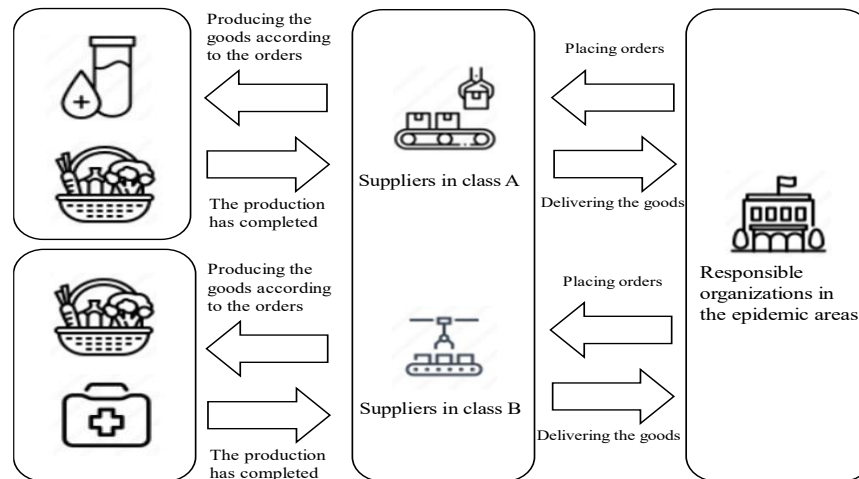 Producing the
goods according
to the orders
The production
has completed
Producing the
goods according
to the orders
The production
has completed
Suppliers in class A
Suppliers in class B
Placing orders
Delivering the goods
Placing orders
Delivering the goods
Responsible
organizations in
the epidemic areas